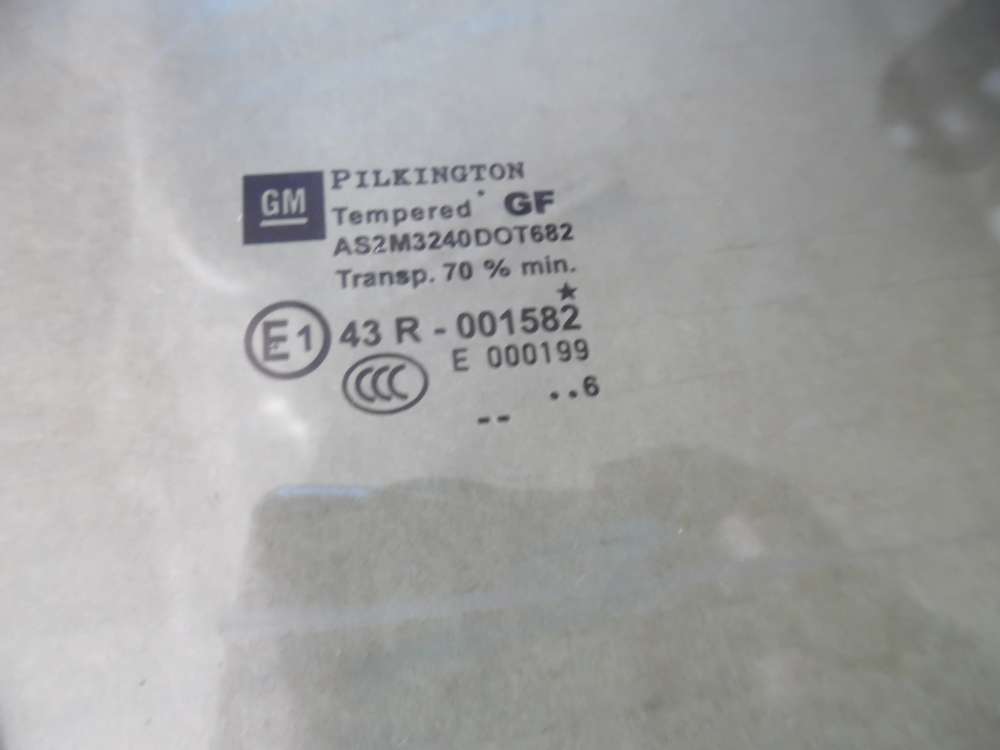 GM PILKINGTON
Tempered GF
AS2M3240DOT682
Transp. 70 % min.
E1 43 R - 001582
E 000199
CCC
..6
--